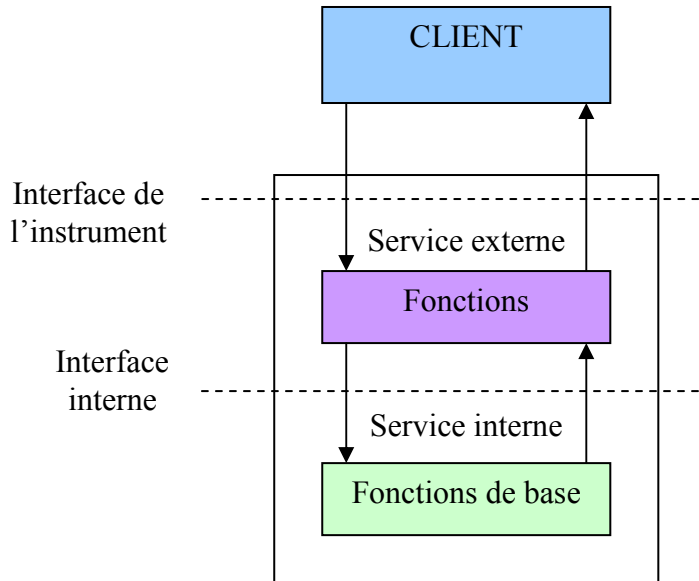 CLIENT
Interface de
l’instrument
Service externe
Fonctions
Interface
interne
Service interne
Fonctions de base